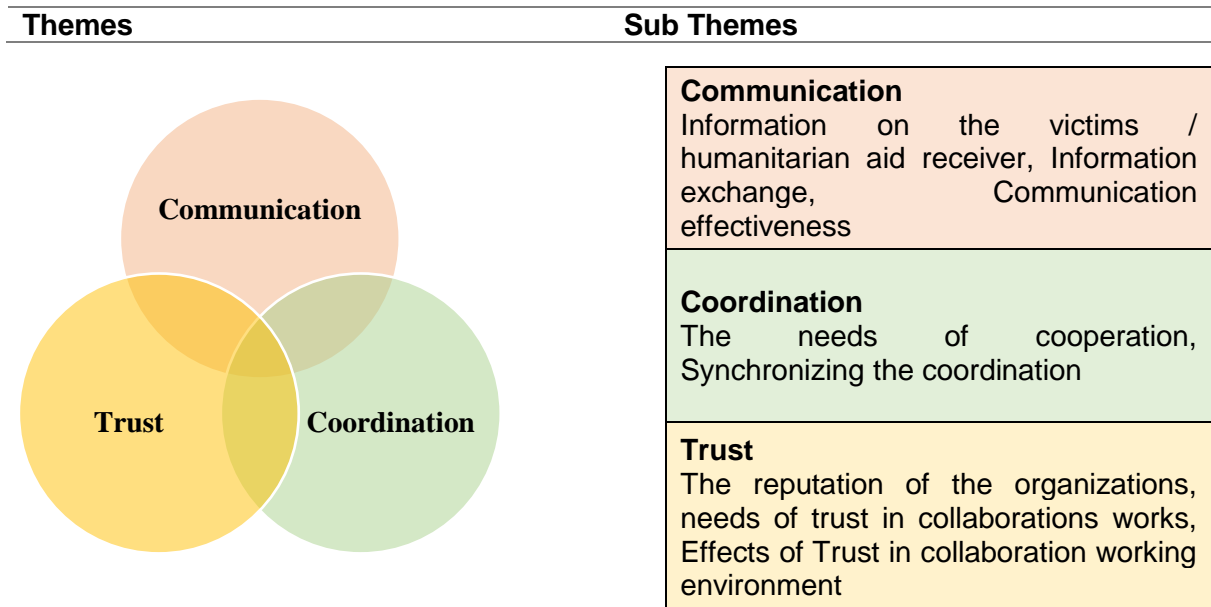 Themes
Sub Themes
Communication
Trust
Coordination
Communication
Information on the victims /
humanitarian aid receiver, Information
exchange, Communication
effectiveness
Coordination
The needs of cooperation,
Synchronizing the coordination
Trust
The reputation of the organizations,
needs of trust in collaborations works,
Effects of Trust in collaboration working
environment